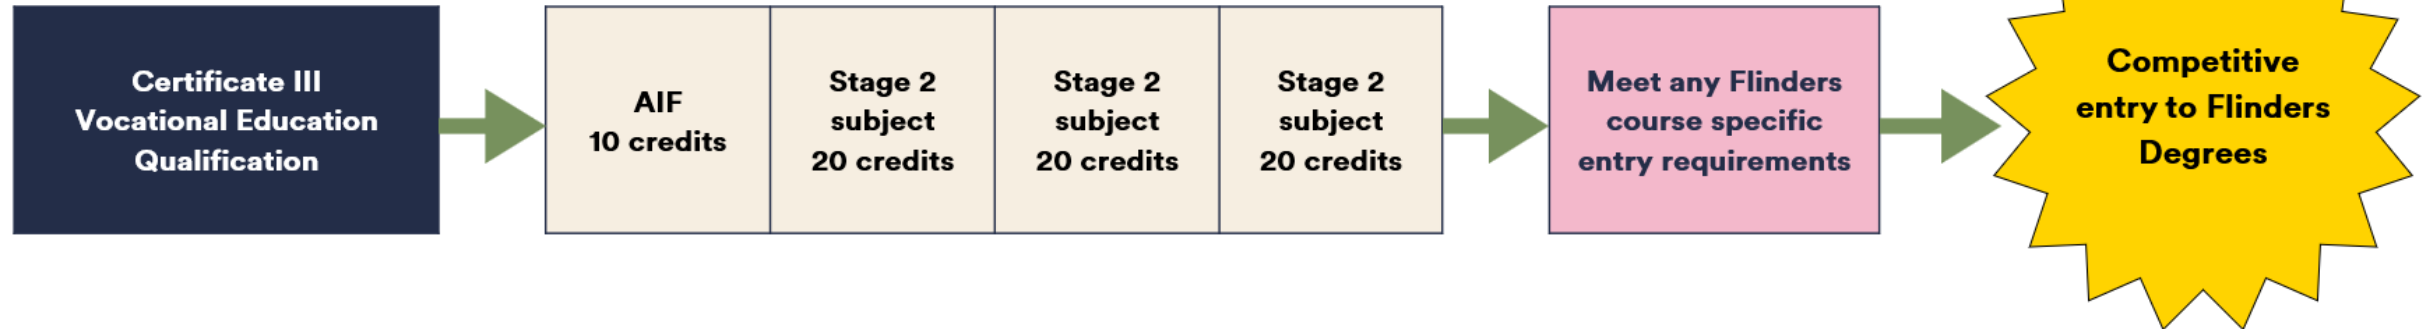 Certificate III
Vocational Education
Qualification
AIF
10 credits
Stage 2
subject
20 credits
Stage 2
subject
20 credits
Stage 2
subject
20 credits
Meet any Flinders
course specific
entry requirements
Competitive
entry to Flinders
Degrees